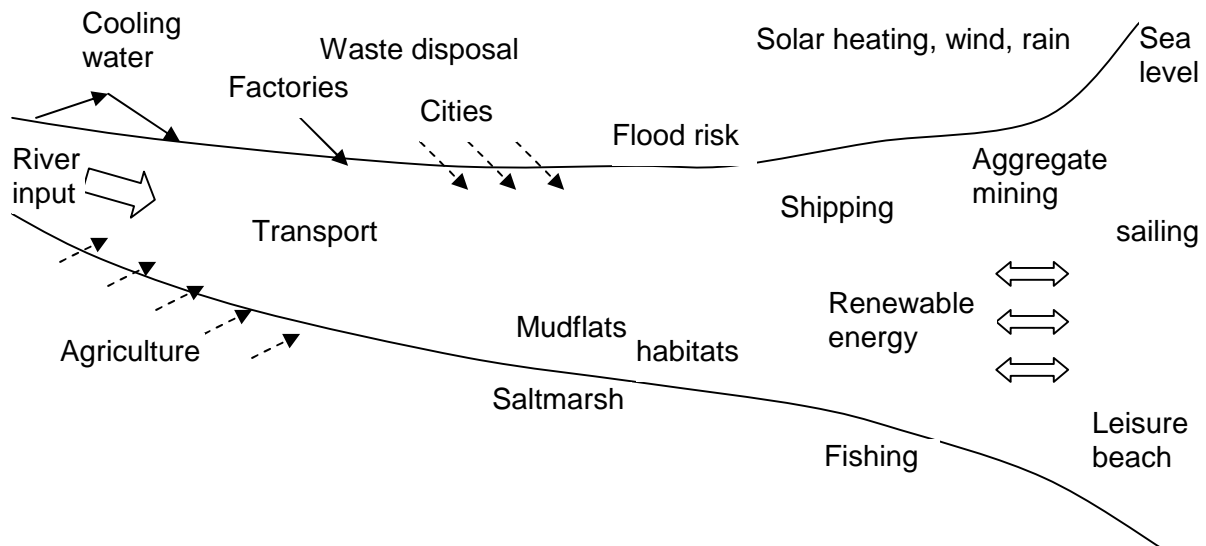 Cooling
water
Waste disposal
Solar heating, wind, rain
Sea
level
Factories
Cities
Flood risk
River
input
Aggregate
mining
Shipping
Transport
sailing
Renewable
energy
Mudflats
habitats
Agriculture
Saltmarsh
Leisure
beach
Fishing